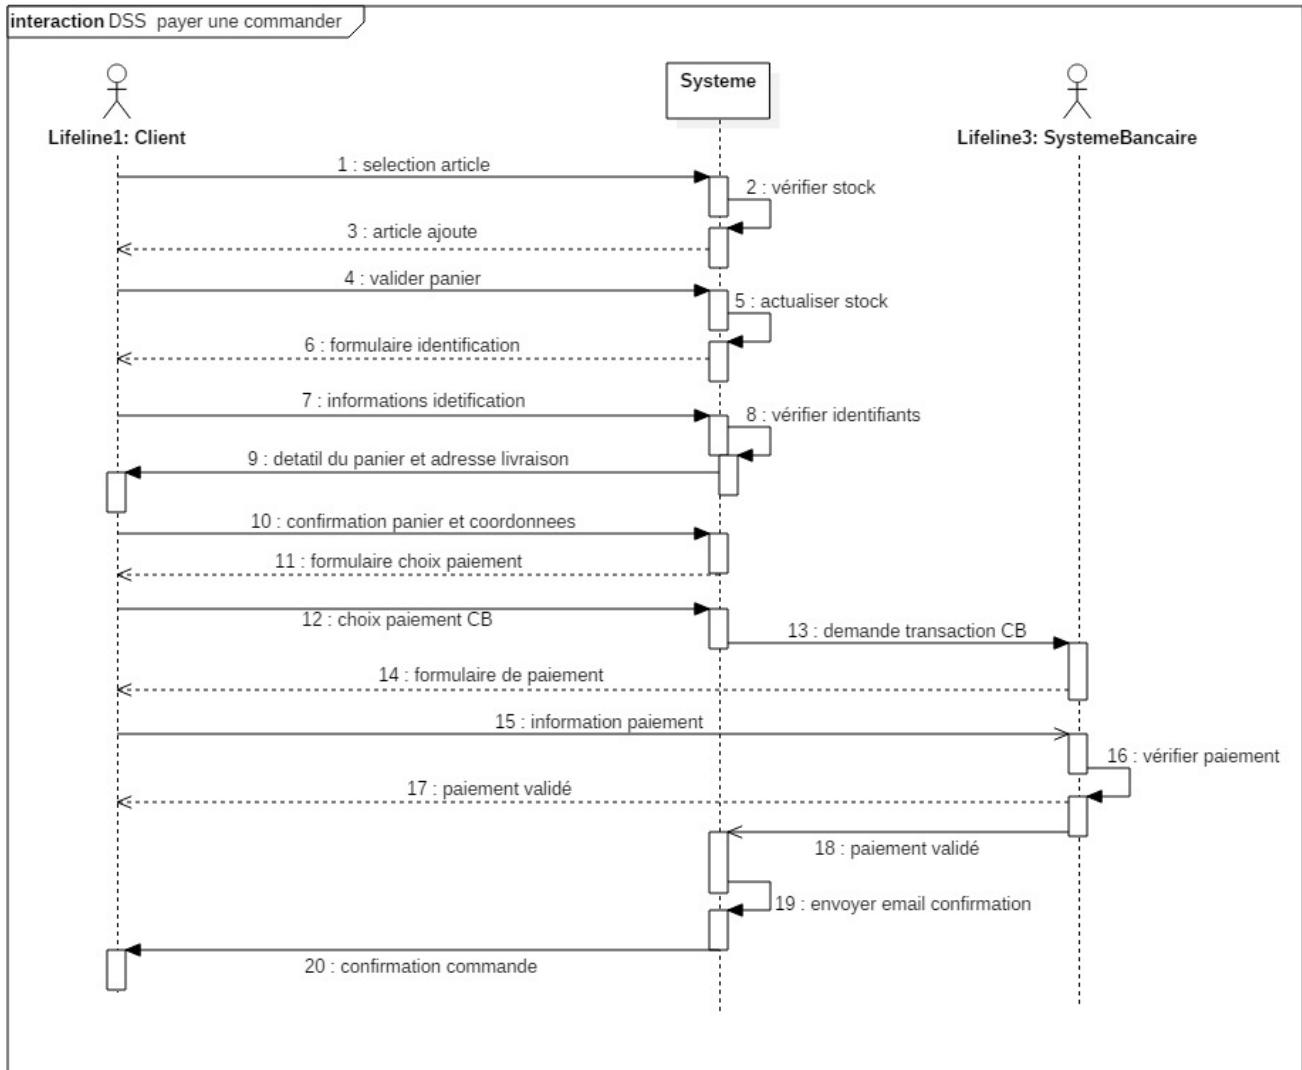 interaction DSS payer une commander
Systeme
Lifeline1: Client
Lifeline3: SystemeBancaire
1 : selection article
2 : vérifier stock
3 : article ajoute
4 : valider panier
5 : actualiser stock
6 : formulaire identification
7 : informations idetification
8 : vérifier identifiants
9 : detatil du panier et adresse livraison
10 : confirmation panier et coordonnees
11 : formulaire choix paiement
12 : choix paiement CB
13 : demande transaction CB
14 : formulaire de paiement
15 : information paiement
16 : vérifier paiement
17 : paiement validé
18 : paiement validé
19 : envoyer email confirmation
20 : confirmation commande